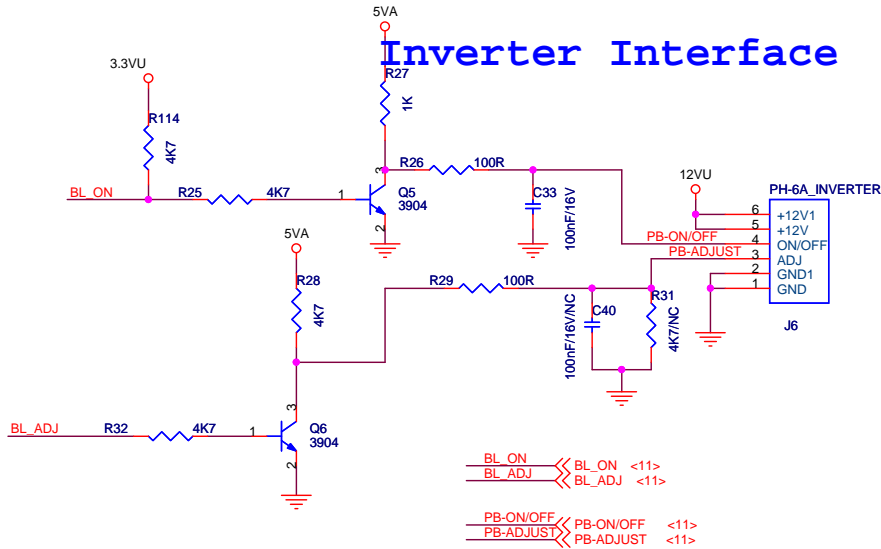 5VA
Inverter Interface
3.3VU
R27
1K
R114
4K7
3
R26
100R
12VU
PH-6A_INVERTER
BL_ON
R25
4K7
1
Q5
3904
2
C33
100nF/16V
6
+12V1
5
+12V
PB-ON/OFF
4
ON/OFF
PB-ADJUST
3
ADJ
2
GND1
1
GND
J6
5VA
R28
4K7
R29
100R
C40
100nF/16V/NC
R31
4K7/NC
BL_ADJ
R32
4K7
1
3
Q6
3904
2
BL_ON
BL_ON <11>
BL_ADJ
BL_ADJ <11>
PB-ON/OFF
PB-ON/OFF <11>
PB-ADJUST
PB-ADJUST <11>